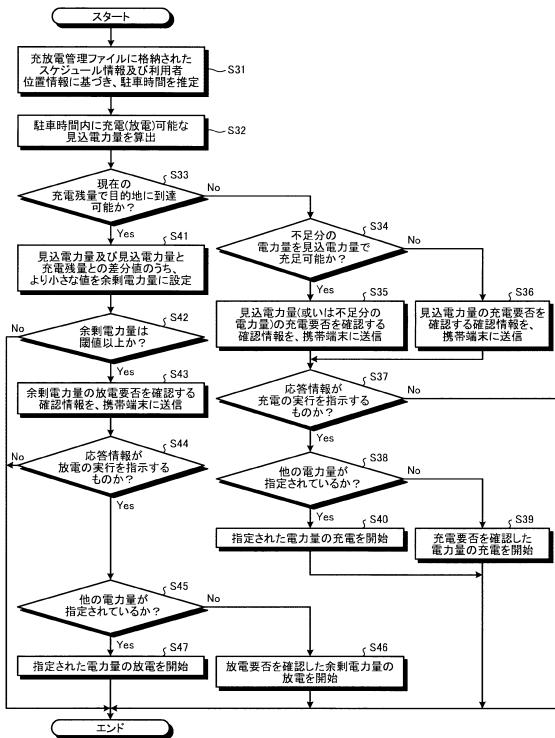 スタート
充放電管理ファイルに格納された
スケジュール情報及び利用者
位置情報に基づき、駐車時間を推定
S31
駐車時間内に充電(放電)可能な
見込電力量を算出
S32
現在の
充電残量で目的地に到達
可能か？
S33
No
Yes
不足分の
電力量を見込電力量で
充足可能か？
S34
No
Yes
見込電力量及び見込電力量と
充電残量との差分値のうち、
より小さな値を余剰電力量に設定
S41
見込電力量(或いは不足分の
電力量)の充電要否を確認する
確認情報を、携帯端末に送信
S35
見込電力量の充電要否を
確認する確認情報を、
携帯端末に送信
S36
余剰電力量は
閾値以上か？
S42
No
Yes
余剰電力量の放電要否を確認する
確認情報を、携帯端末に送信
S43
応答情報が
充電の実行を指示する
ものか？
S37
No
Yes
応答情報が
放電の実行を指示する
ものか？
S44
No
Yes
他の電力量が
指定されているか？
S38
No
Yes
指定された電力量の充電を開始
S40
充電要否を確認した
電力量の充電を開始
S39
他の電力量が
指定されているか？
S45
No
Yes
指定された電力量の放電を開始
S47
放電要否を確認した余剰電力量の
放電を開始
S46
エンド